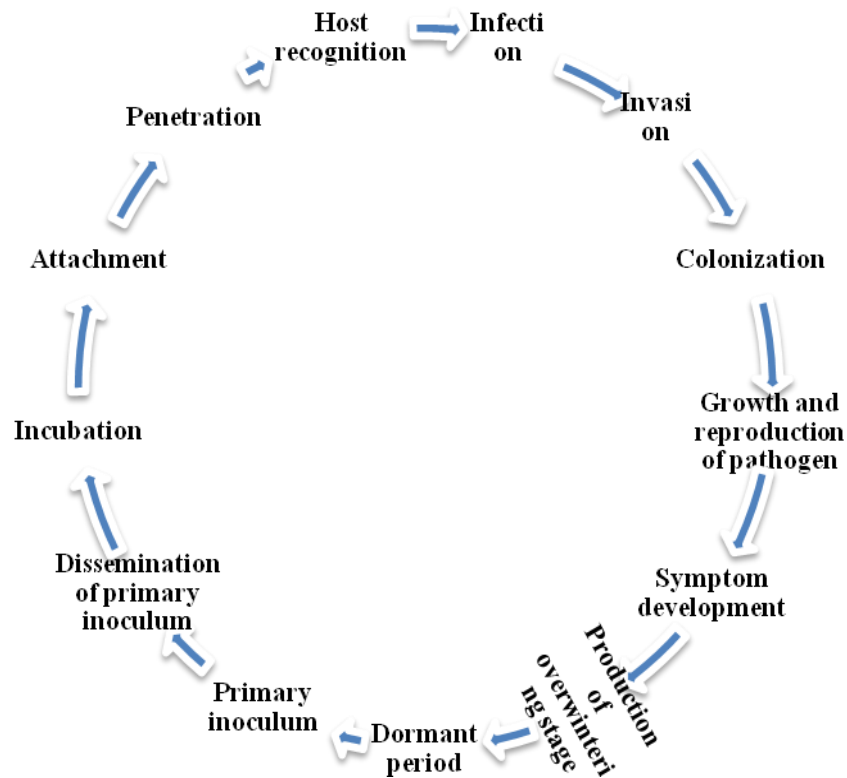 Host
recognition
Infecti
on
Invasi
on
Colonization
Growth and
reproduction
of pathogen
Symptom
development
Production
of
overwinteri
ng stage
Dormant
period
Primary
inoculum
Dissemination
of primary
inoculum
Incubation
Attachment
Penetration